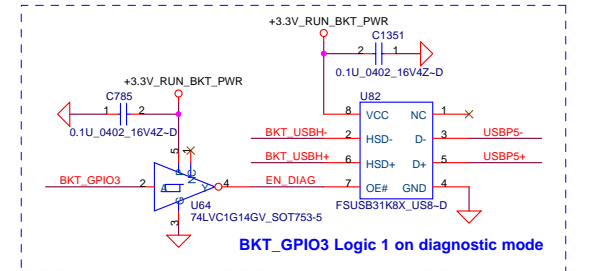 +3.3V_RUN_BKT_PWR
C1351
2 1
0.1U_0402_16V4Z~D
+3.3V_RUN_BKT_PWR
C785
1 2
0.1U_0402_16V4Z~D
U82
8 VCC NC 1
BKT_USBH- 2 HSD- D- 3 USBP5-
BKT_USBH+ 6 HSD+ D+ 5 USBP5+
EN_DIAG 7 OE# GND 4
FSUSB31K8X_US8~D
5 P NC 1
BKT_GPIO3 2 A Y 4
G 3
U64
74LVC1G14GV_SOT753-5
BKT_GPIO3 Logic 1 on diagnostic mode